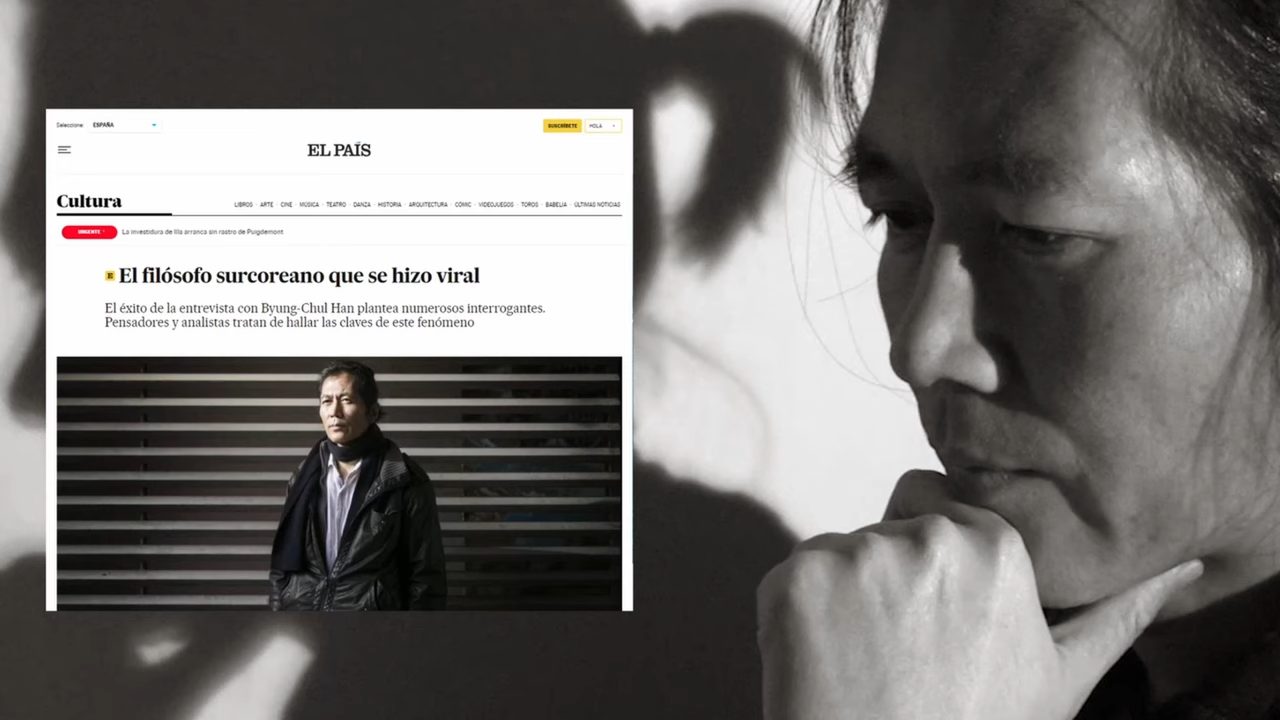 Seleccione: ESPAÑA
SUSCRÍBETE HOLA
EL PAÍS
Cultura
LIBROS · ARTE · CINE · MÚSICA · TEATRO · DANZA · HISTORIA · ARQUITECTURA · CÓMIC · VIDEOJUEGOS · TOROS · BABELIA · ÚLTIMAS NOTICIAS
URGENTE La investidura de Illa arranca sin rastro de Puigdemont
E El filósofo surcoreano que se hizo viral
El éxito de la entrevista con Byung-Chul Han plantea numerosos interrogantes.
Pensadores y analistas tratan de hallar las claves de este fenómeno